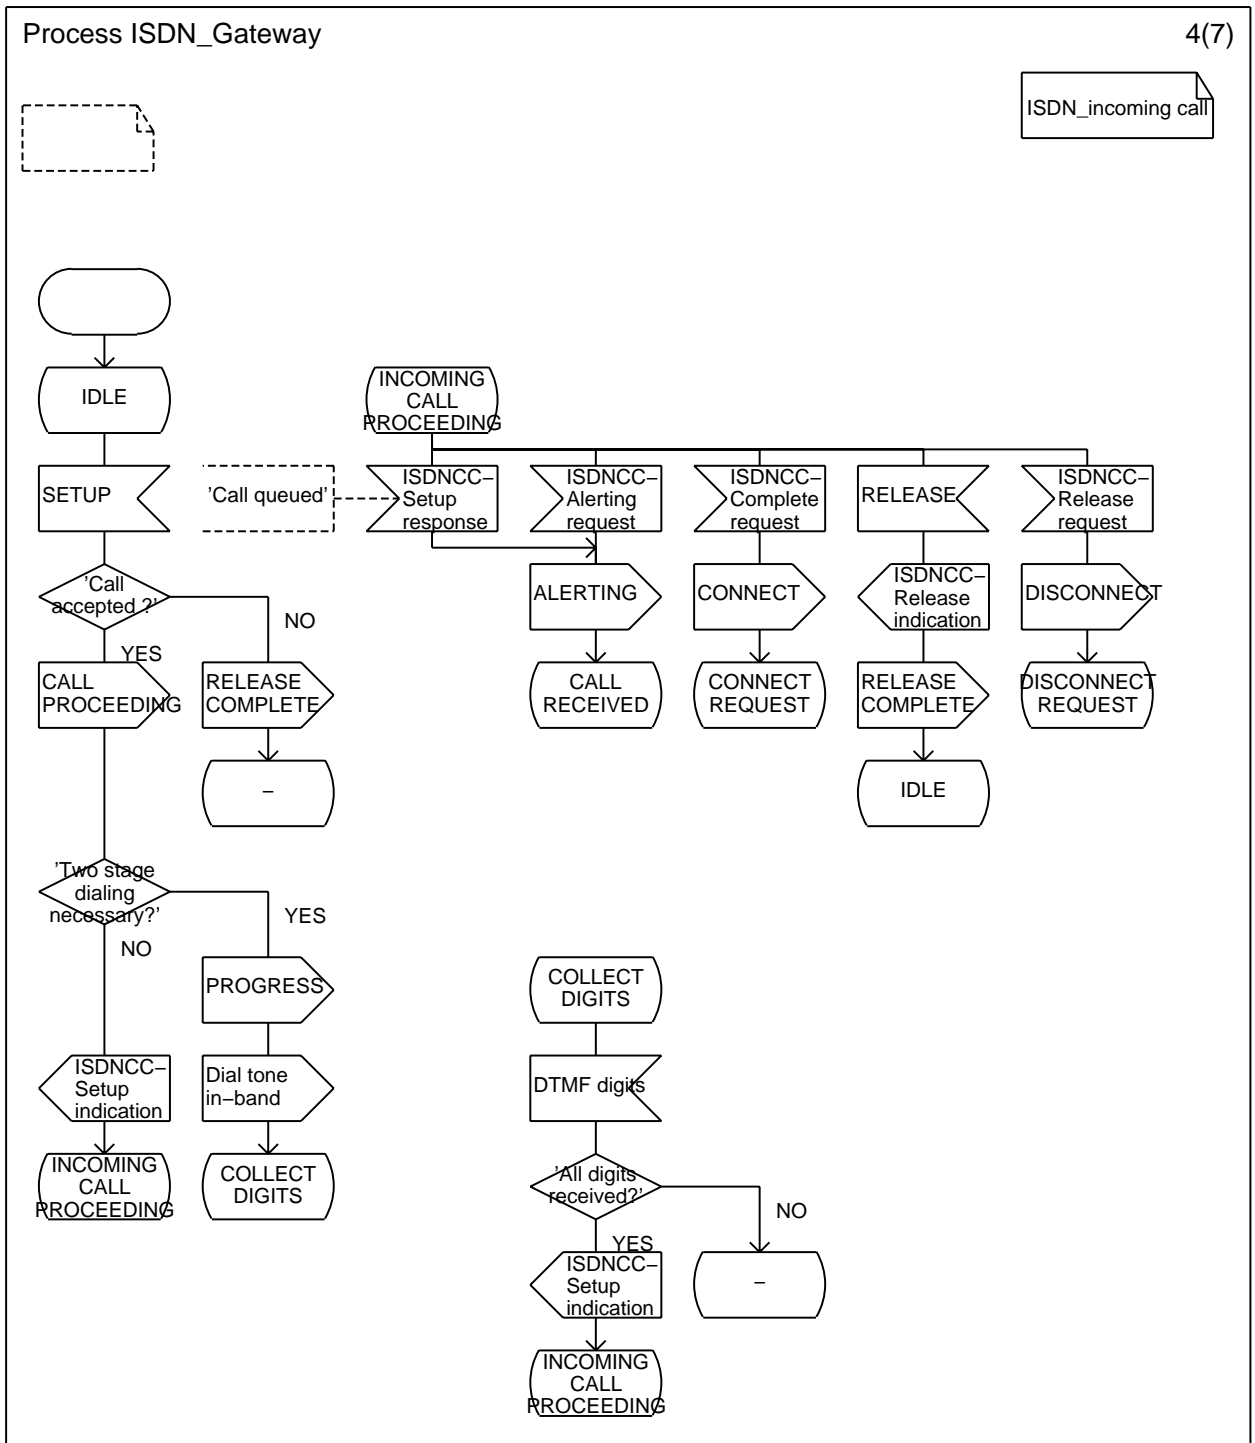 Process ISDN_Gateway
4(7)
ISDN_incoming call
IDLE
INCOMING
CALL
PROCEEDING
SETUP
'Call queued'
ISDNCC–
Setup
response
ISDNCC–
Alerting
request
ISDNCC–
Complete
request
RELEASE
ISDNCC–
Release
request
'Call
accepted ?'
NO
YES
ALERTING
CONNECT
ISDNCC–
Release
indication
DISCONNECT
CALL
PROCEEDING
RELEASE
COMPLETE
CALL
RECEIVED
CONNECT
REQUEST
RELEASE
COMPLETE
DISCONNECT
REQUEST
–
IDLE
'Two stage
dialing
necessary?'
YES
NO
PROGRESS
COLLECT
DIGITS
ISDNCC–
Setup
indication
Dial tone
in–band
DTMF digits
INCOMING
CALL
PROCEEDING
COLLECT
DIGITS
'All digits
received?'
NO
YES
ISDNCC–
Setup
indication
–
INCOMING
CALL
PROCEEDING